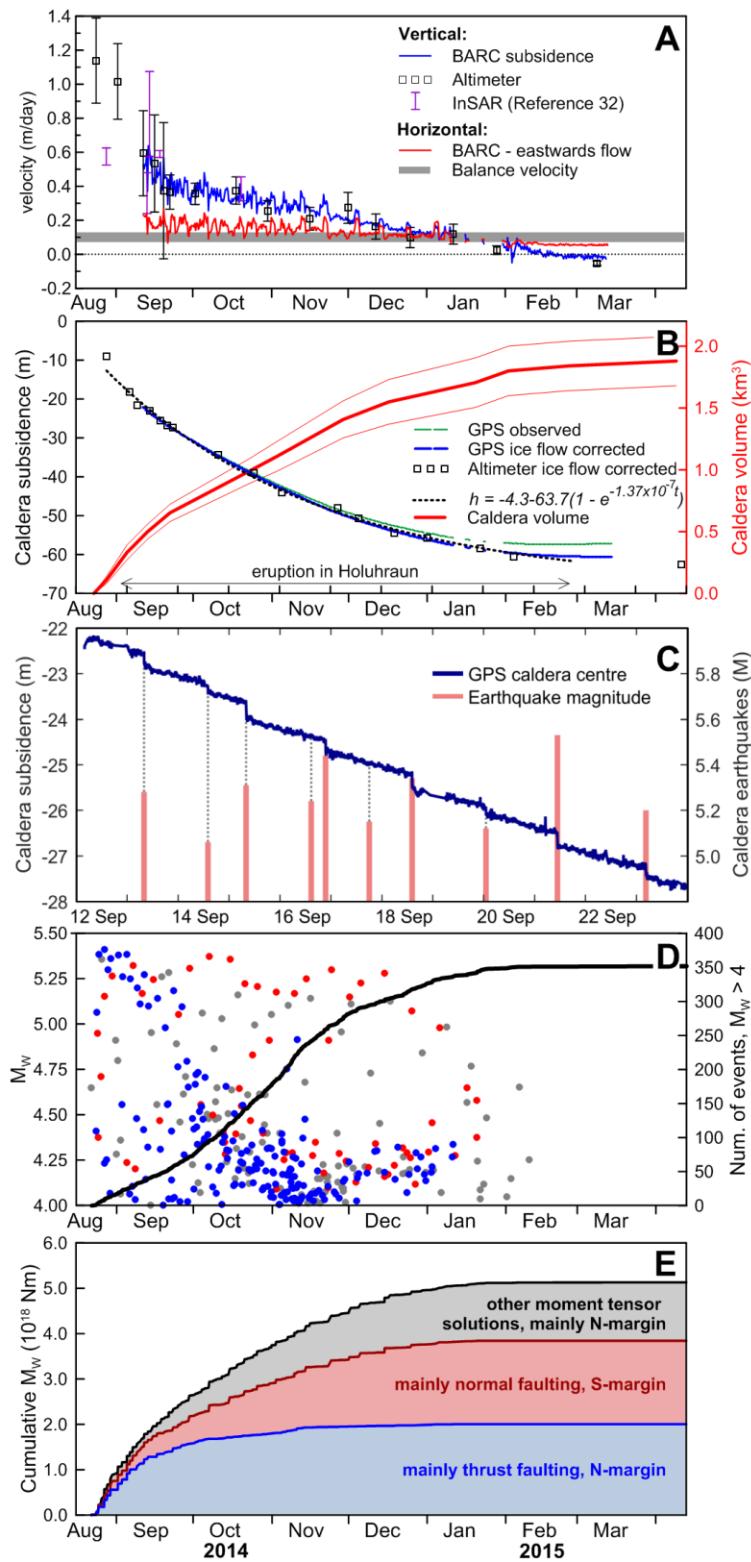 A
Vertical:
BARC subsidence
Altimeter
InSAR (Reference 32)
Horizontal:
BARC - eastwards flow
Balance velocity
velocity (m/day)
1.4
1.2
1.0
0.8
0.6
0.4
0.2
0.0
-0.2
Aug Sep Oct Nov Dec Jan Feb Mar
B
Caldera subsidence (m)
0
-10
-20
-30
-40
-50
-60
-70
Caldera volume (km³)
2.0
1.5
1.0
0.5
0.0
GPS observed
GPS ice flow corrected
Altimeter ice flow corrected
h = -4.3-63.7(1 - e^-1.37x10^-7t)
Caldera volume
eruption in Holuhraun
Aug Sep Oct Nov Dec Jan Feb Mar
C
Caldera subsidence (m)
-22
-23
-24
-25
-26
-27
-28
GPS caldera centre
Earthquake magnitude
Caldera earthquakes (M)
5.8
5.6
5.4
5.2
5.0
12 Sep 14 Sep 16 Sep 18 Sep 20 Sep 22 Sep
D
Mw
5.50
5.25
5.00
4.75
4.50
4.25
4.00
Num. of events, Mw > 4
400
350
300
250
200
150
100
50
0
Aug Sep Oct Nov Dec Jan Feb Mar
E
Cumulative Mw (10¹⁸ Nm)
6.0
5.0
4.0
3.0
2.0
1.0
0.0
other moment tensor
solutions, mainly N-margin
mainly normal faulting, S-margin
mainly thrust faulting, N-margin
Aug Sep Oct Nov Dec Jan Feb Mar
2014 2015